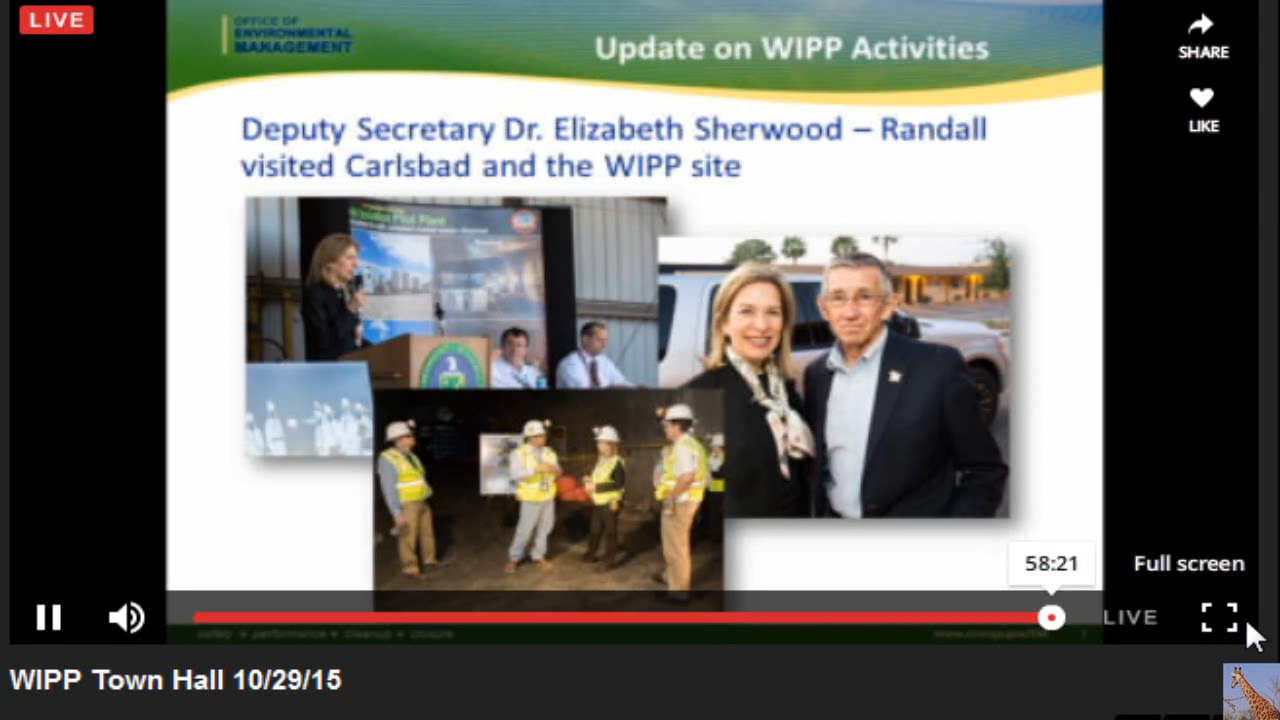 LIVE
OFFICE OF
ENVIRONMENTAL
MANAGEMENT
Update on WIPP Activities
SHARE
LIKE
Deputy Secretary Dr. Elizabeth Sherwood – Randall
visited Carlsbad and the WIPP site
58:21
Full screen
LIVE
WIPP Town Hall 10/29/15